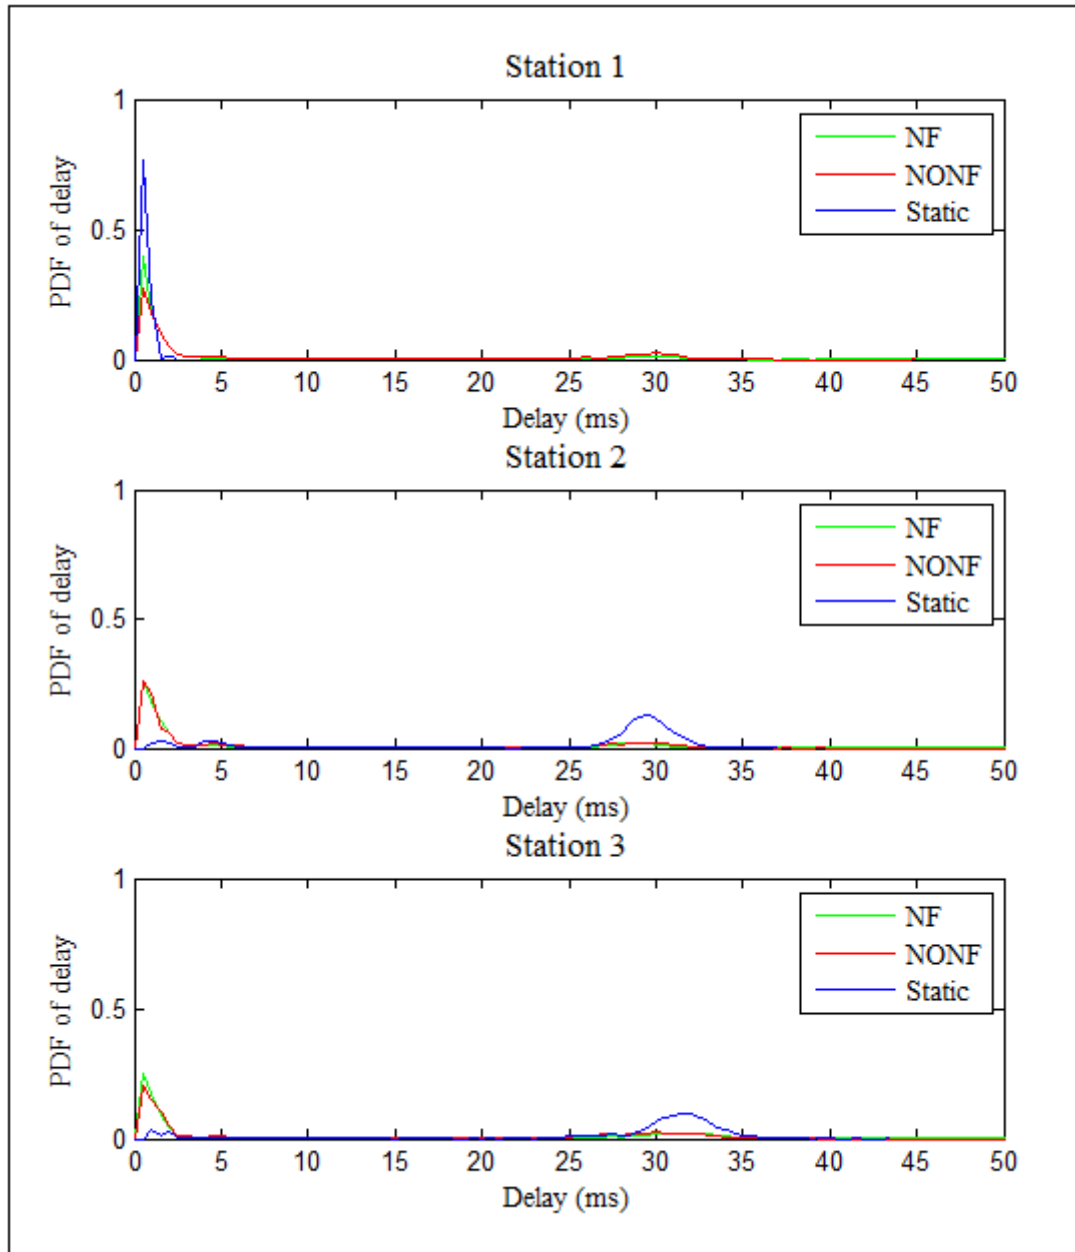 Station 1
1
0.5
0
PDF of delay
NF
NONF
Static
0 5 10 15 20 25 30 35 40 45 50
Delay (ms)
Station 2
1
0.5
0
PDF of delay
NF
NONF
Static
0 5 10 15 20 25 30 35 40 45 50
Delay (ms)
Station 3
1
0.5
0
PDF of delay
NF
NONF
Static
0 5 10 15 20 25 30 35 40 45 50
Delay (ms)